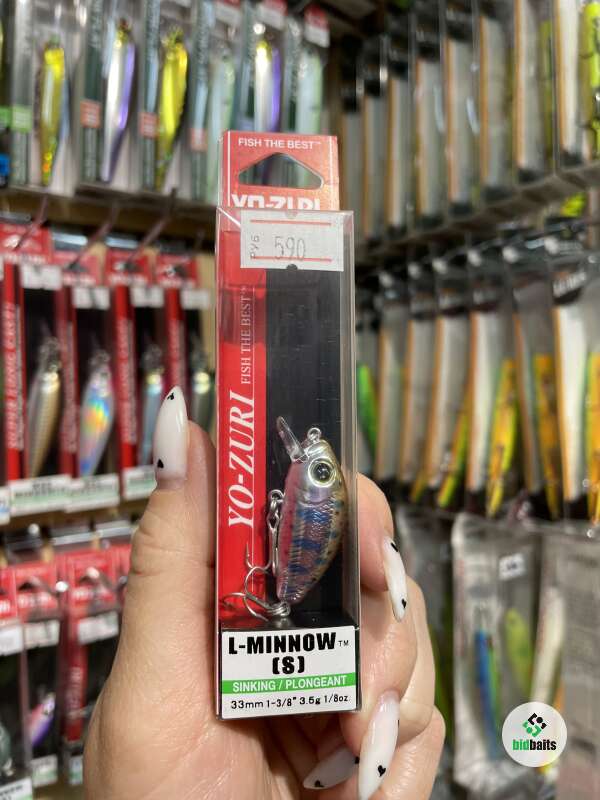 FISH THE BEST™
YO-ZURI
РУБ 590
YO-ZURI FISH THE BEST™
L-MINNOW™
(S)
SINKING / PLONGEANT
33mm 1-3/8" 3.5g 1/8oz.
bidbaits